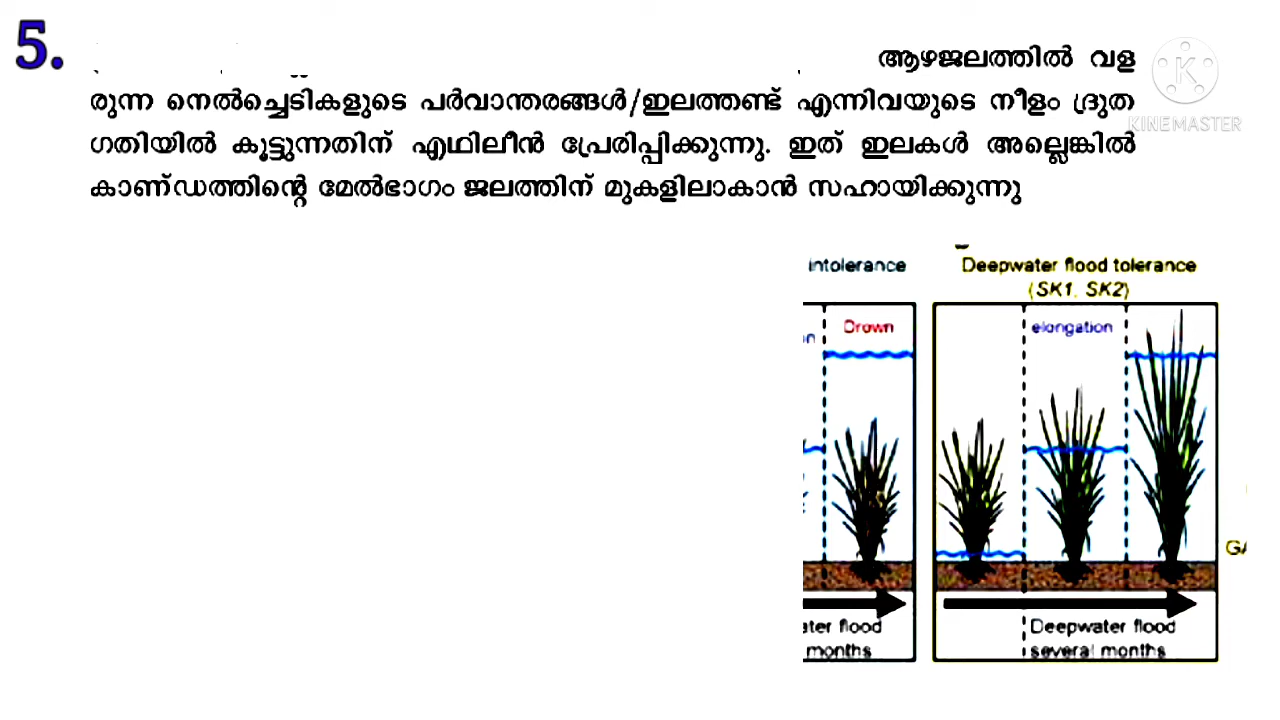 5.
ആഴജലത്തിൽ വള
രുന്ന നെൽച്ചെടികളുടെ പർവാന്തരങ്ങൾ/ഇലത്തണ്ട് എന്നിവയുടെ നീളം ദ്രുത
ഗതിയിൽ കൂട്ടുന്നതിന് എഥിലീൻ പ്രേരിപ്പിക്കുന്നു. ഇത് ഇലകൾ അല്ലെങ്കിൽ
കാണ്ഡത്തിന്റെ മേൽഭാഗം ജലത്തിന് മുകളിലാകാൻ സഹായിക്കുന്നു
K
KINEMASTER
intolerance
Drown
months
Deepwater flood tolerance
(SK1, SK2)
elongation
Deepwater flood
several months
flood